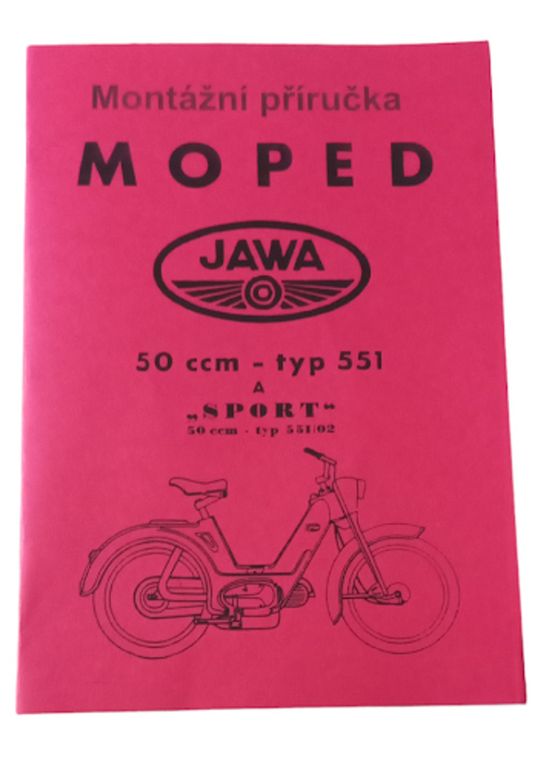 Montážní příručka
MOPED
JAWA
50 ccm - typ 551
A
„SPORT“
50 ccm - typ 551/02